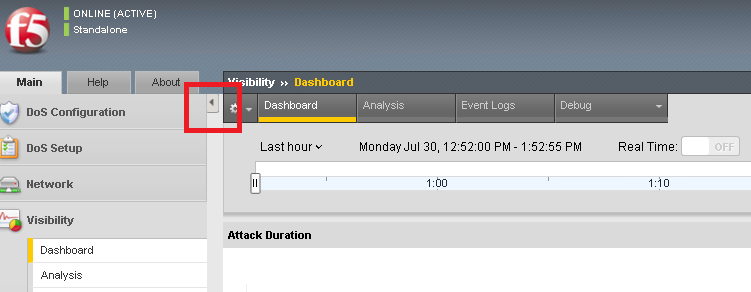 f5
ONLINE (ACTIVE)
Standalone
Main Help About
Visibility ›› Dashboard
Dashboard Analysis Event Logs Debug
DoS Configuration
DoS Setup
Network
Visibility
Dashboard
Analysis
Last hour Monday Jul 30, 12:52:00 PM - 1:52:55 PM Real Time: OFF
1:00 1:10
Attack Duration